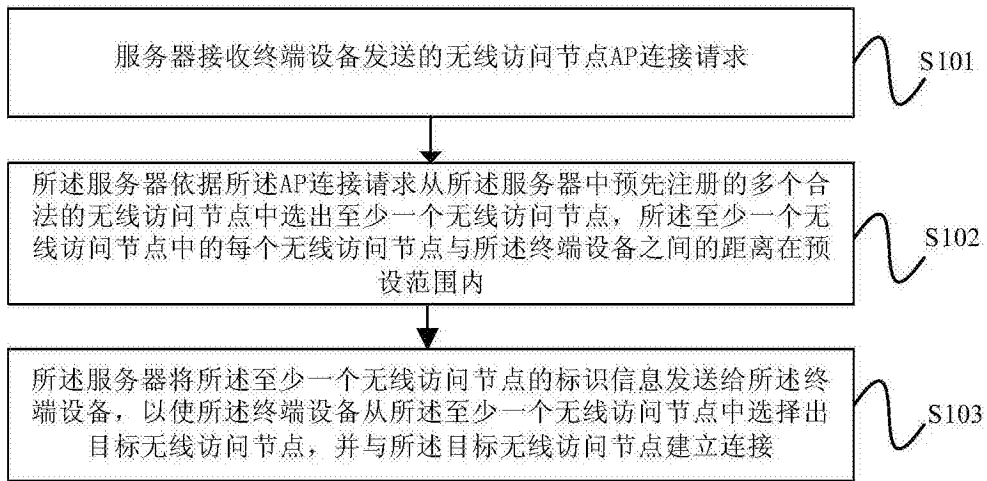 服务器接收终端设备发送的无线访问节点AP连接请求
S101
所述服务器依据所述AP连接请求从所述服务器中预先注册的多个合
法的无线访问节点中选出至少一个无线访问节点，所述至少一个无
线访问节点中的每个无线访问节点与所述终端设备之间的距离在预
设范围内
S102
所述服务器将所述至少一个无线访问节点的标识信息发送给所述终
端设备，以使所述终端设备从所述至少一个无线访问节点中选择出
目标无线访问节点，并与所述目标无线访问节点建立连接
S103